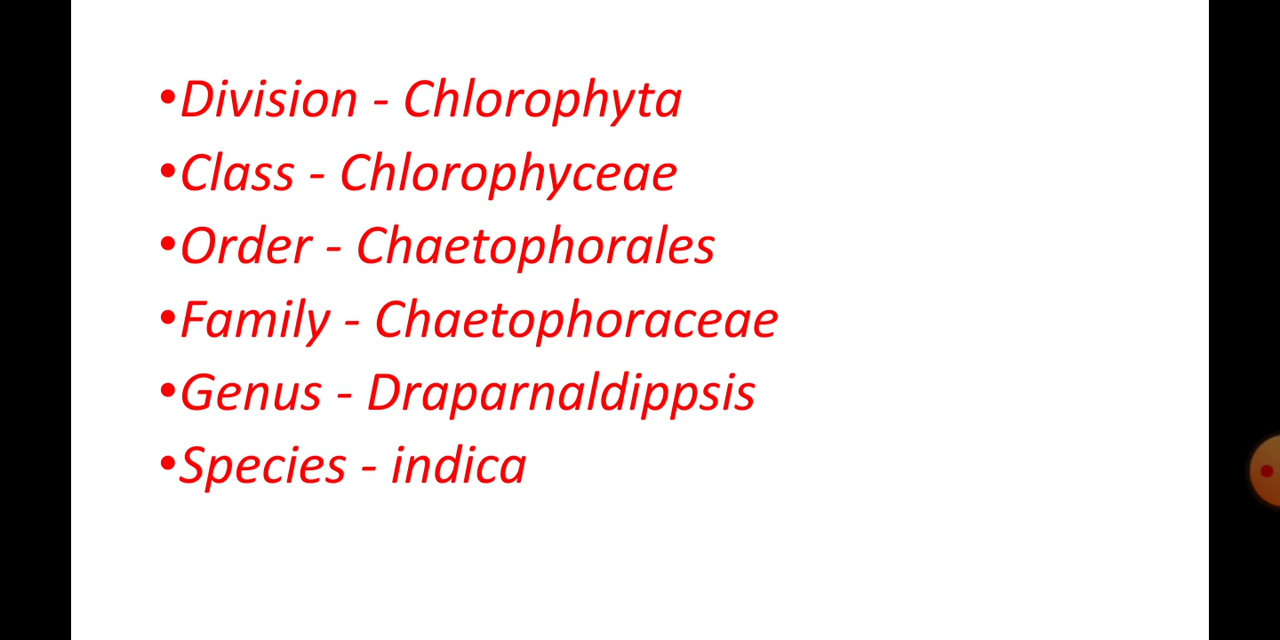 •Division - Chlorophyta
•Class - Chlorophyceae
•Order - Chaetophorales
•Family - Chaetophoraceae
•Genus - Draparnaldippsis
•Species - indica